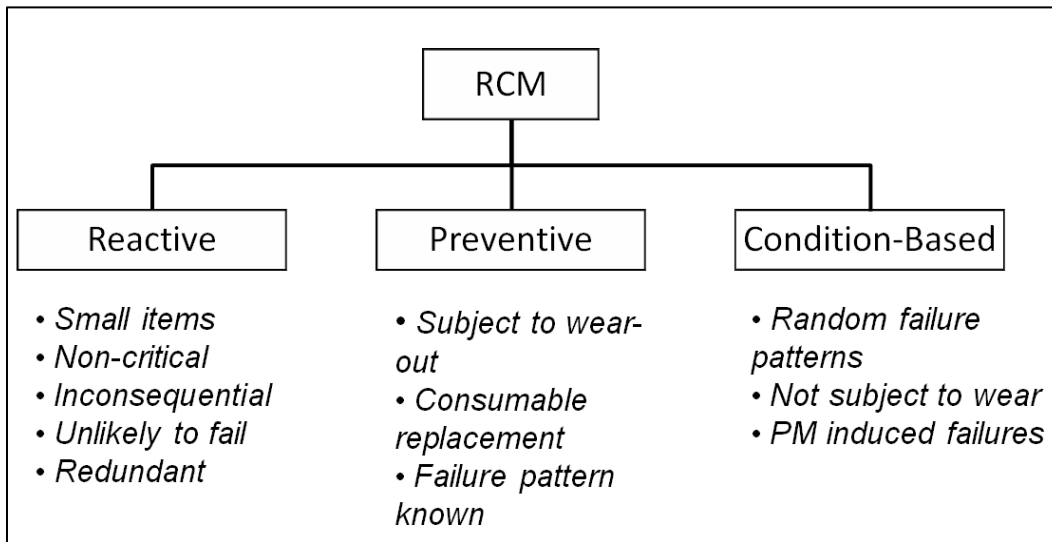 RCM
Reactive
• Small items
• Non-critical
• Inconsequential
• Unlikely to fail
• Redundant
Preventive
• Subject to wear-
out
• Consumable
replacement
• Failure pattern
known
Condition-Based
• Random failure
patterns
• Not subject to wear
• PM induced failures